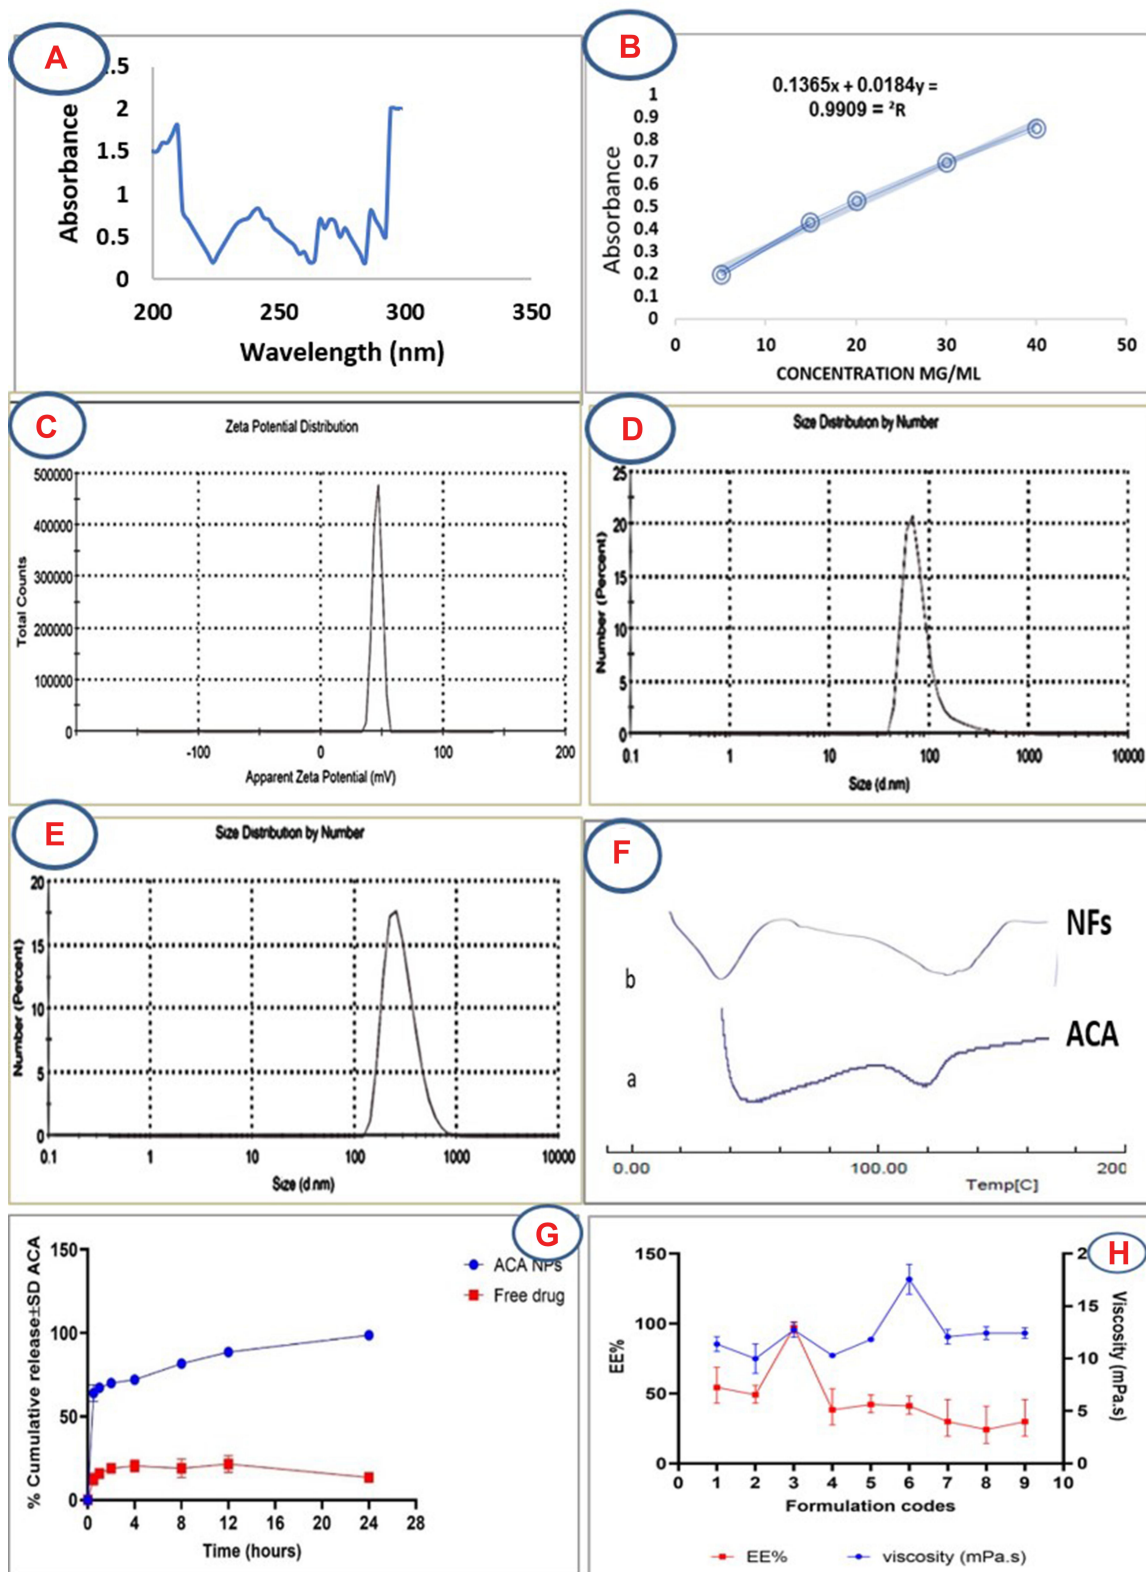 A
.5
2
1.5
1
0.5
0
Absorbance
200 250 300 350
Wavelength (nm)
B
0.1365x + 0.0184y =
0.9909 = ²R
1
0.9
0.8
0.7
0.6
0.5
0.4
0.3
0.2
0.1
0
Absorbance
0 10 20 30 40 50
CONCENTRATION MG/ML
C
Zeta Potential Distribution
500000
400000
300000
200000
100000
0
Total Counts
-100 0 100 200
Apparent Zeta Potential (mV)
D
Size Distribution by Number
25
20
15
10
5
0
Number (Percent)
0.1 1 10 100 1000 10000
Size (d.nm)
E
Size Distribution by Number
20
15
10
5
0
Number (Percent)
0.1 1 10 100 1000 10000
Size (d.nm)
F
NFs
b
ACA
a
0.00 100.00 200
Temp[C]
G
150
100
50
0
% Cumulative release±SD ACA
ACA NPs
Free drug
0 4 8 12 16 20 24 28
Time (hours)
H
150
100
50
0
EE%
2
15
10
5
0
Viscosity (mPa.s)
0 1 2 3 4 5 6 7 8 9 10
Formulation codes
EE% viscosity (mPa.s)